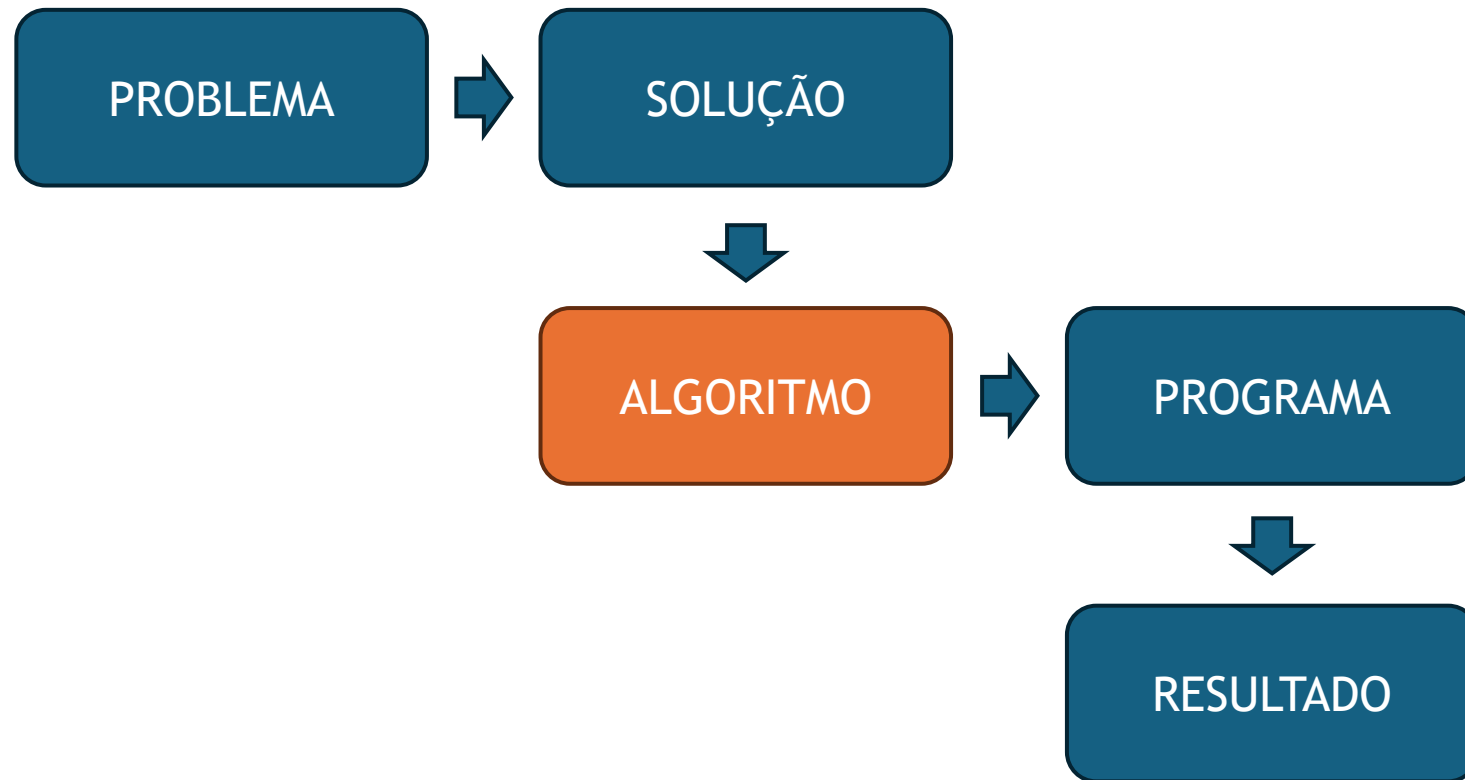 PROBLEMA
SOLUÇÃO
ALGORITMO
PROGRAMA
RESULTADO